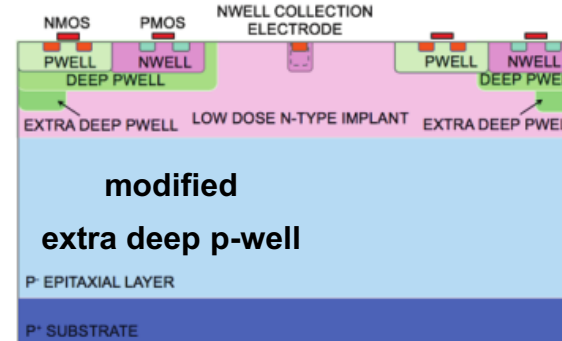 NMOS
PMOS
NWELL COLLECTION
ELECTRODE
PWELL
NWELL
PWELL
NWELL
DEEP PWELL
DEEP PWE
EXTRA DEEP PWELL
LOW DOSE N-TYPE IMPLANT
EXTRA DEEP PWEL
modified
extra deep p-well
P- EPITAXIAL LAYER
P+ SUBSTRATE